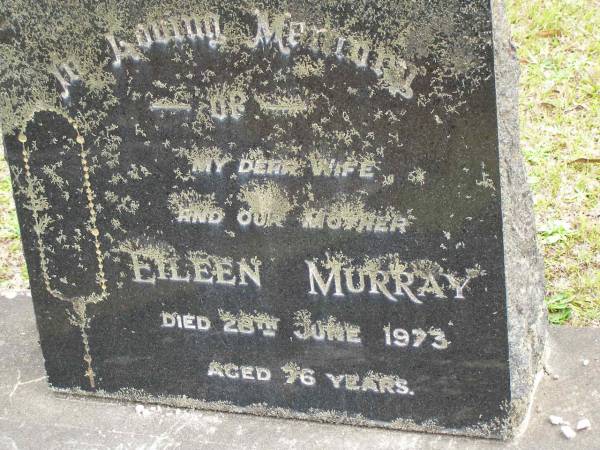 In Loving Memory
OF
MY DEAR WIFE
AND OUR MOTHER
EILEEN MURRAY
DIED 28TH JUNE 1973
AGED 76 YEARS.